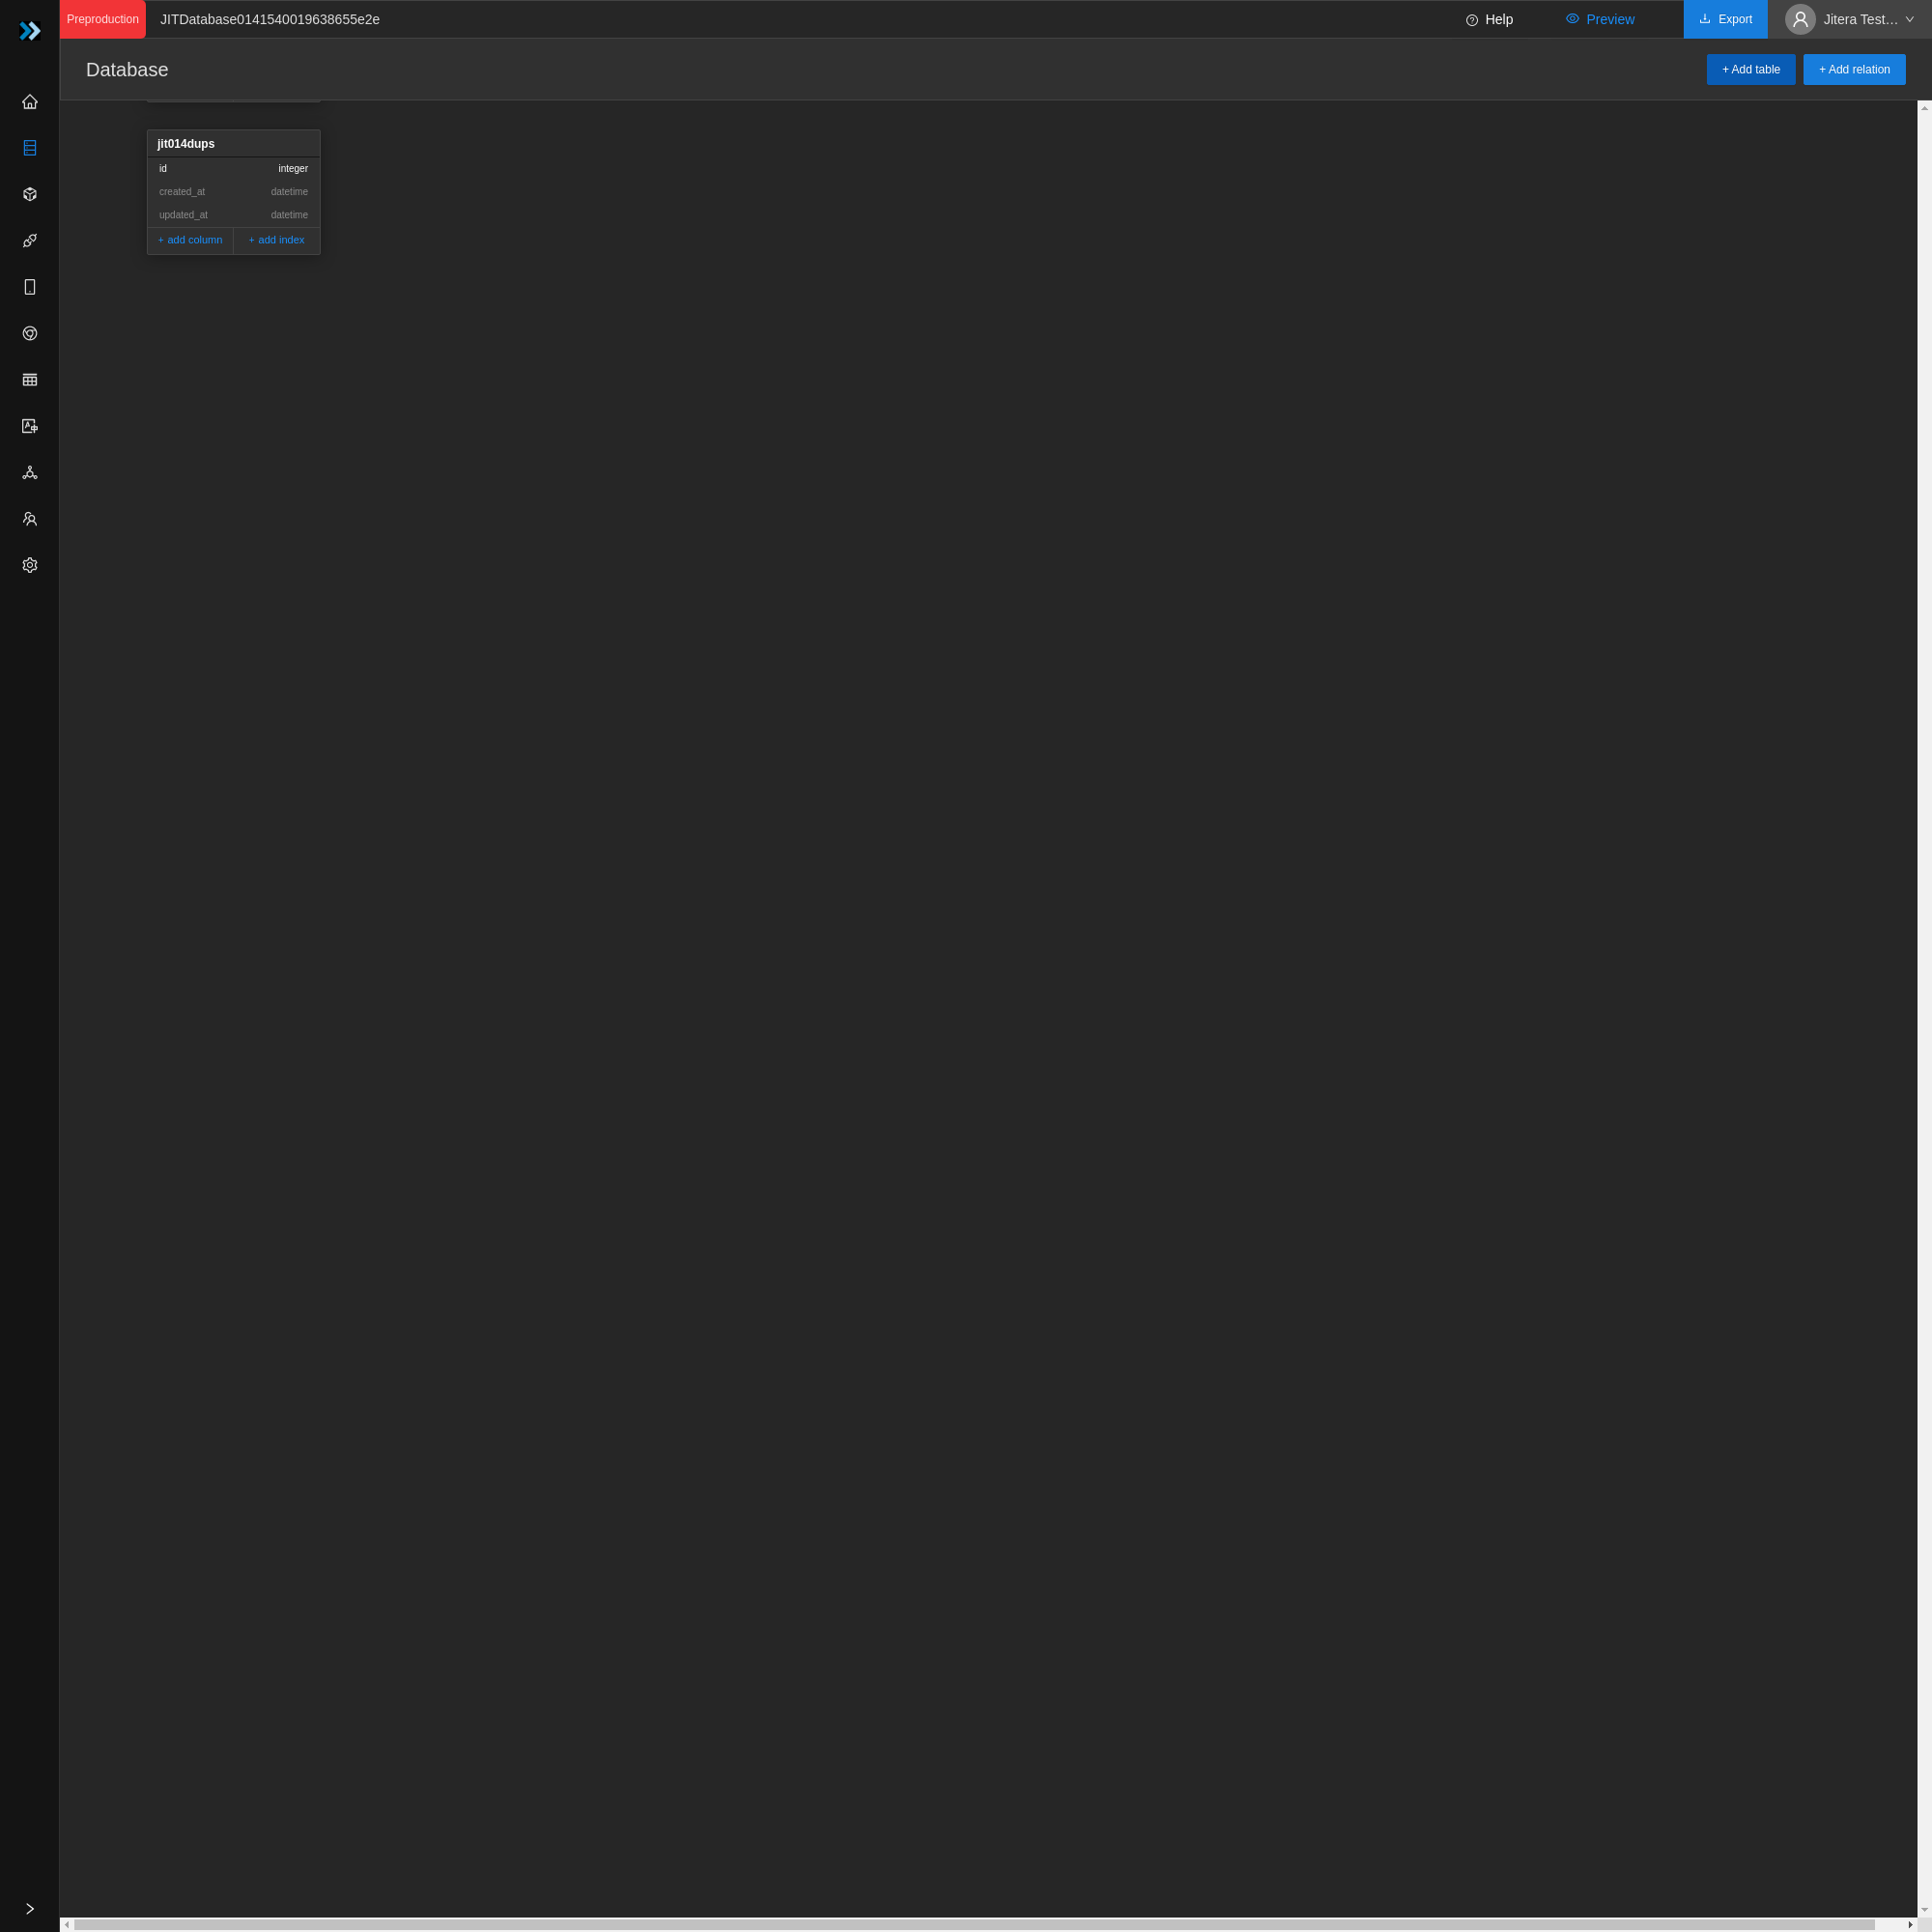 Preproduction JITDatabase0141540019638655e2e Help Preview Export Jitera Test…
Database + Add table + Add relation
jit014dups
id integer
created_at datetime
updated_at datetime
+ add column + add index